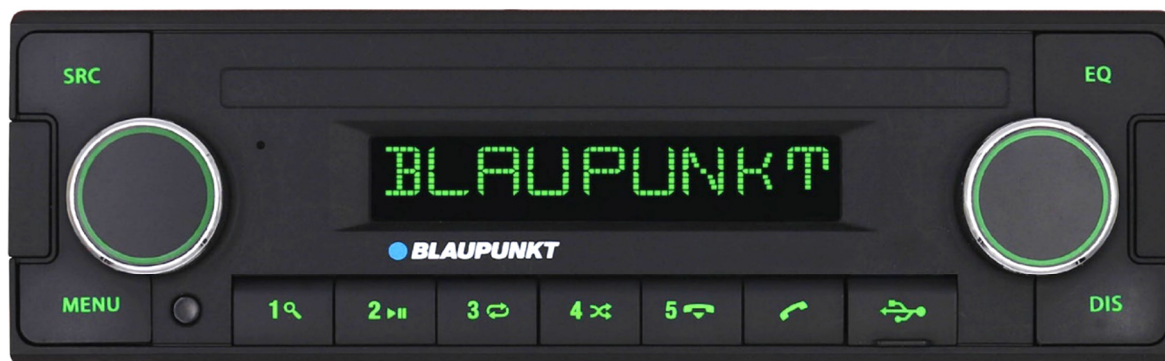 SRC
EQ
BLAUPUNKT
BLAUPUNKT
MENU
1
2
3
4
5
DIS